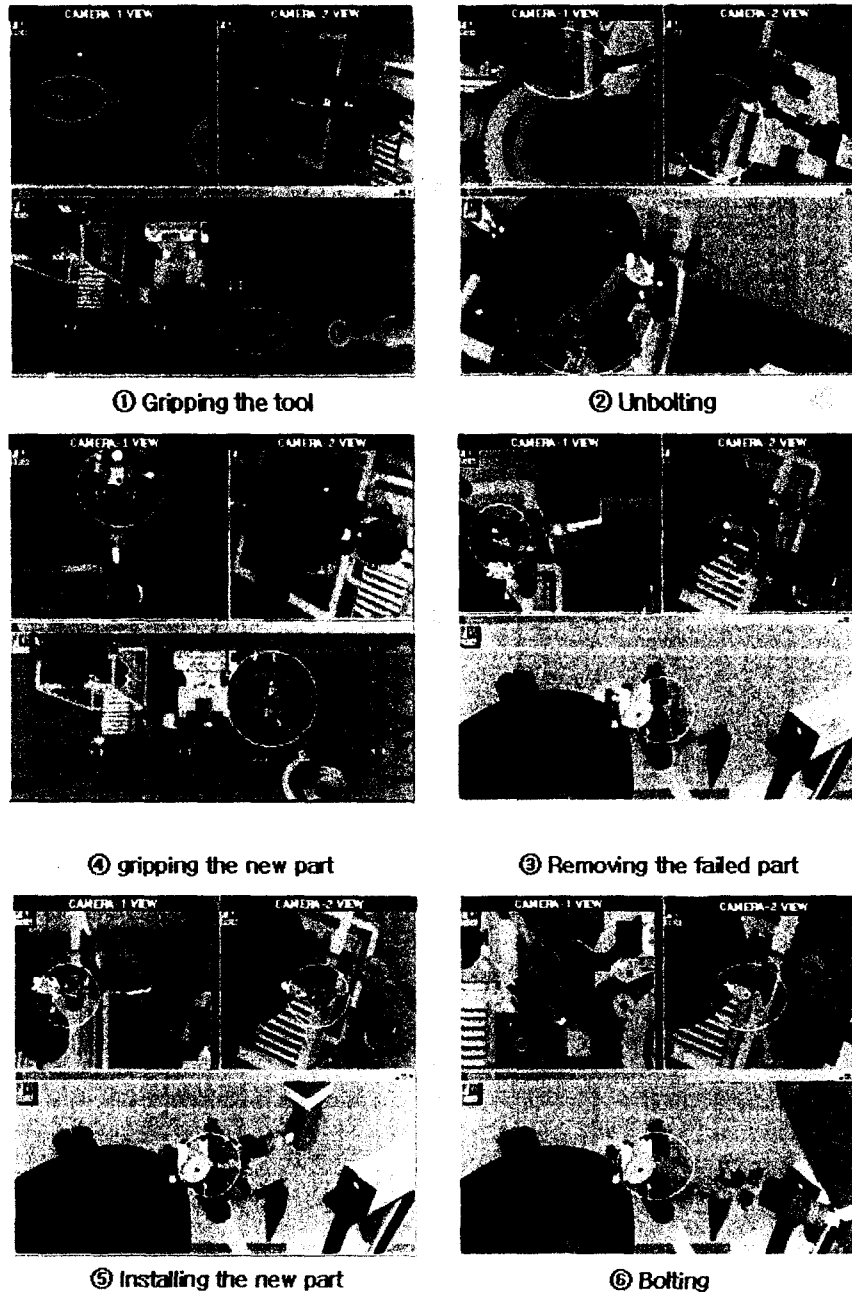 CAMERA-1 VIEW
CAMERA-2 VIEW
① Gripping the tool
CAMERA-1 VIEW
CAMERA-2 VIEW
② Unbolting
CAMERA-1 VIEW
CAMERA-2 VIEW
④ gripping the new part
CAMERA-1 VIEW
CAMERA-2 VIEW
③ Removing the failed part
CAMERA-1 VIEW
CAMERA-2 VIEW
⑤ Installing the new part
CAMERA-1 VIEW
CAMERA-2 VIEW
⑥ Bolting